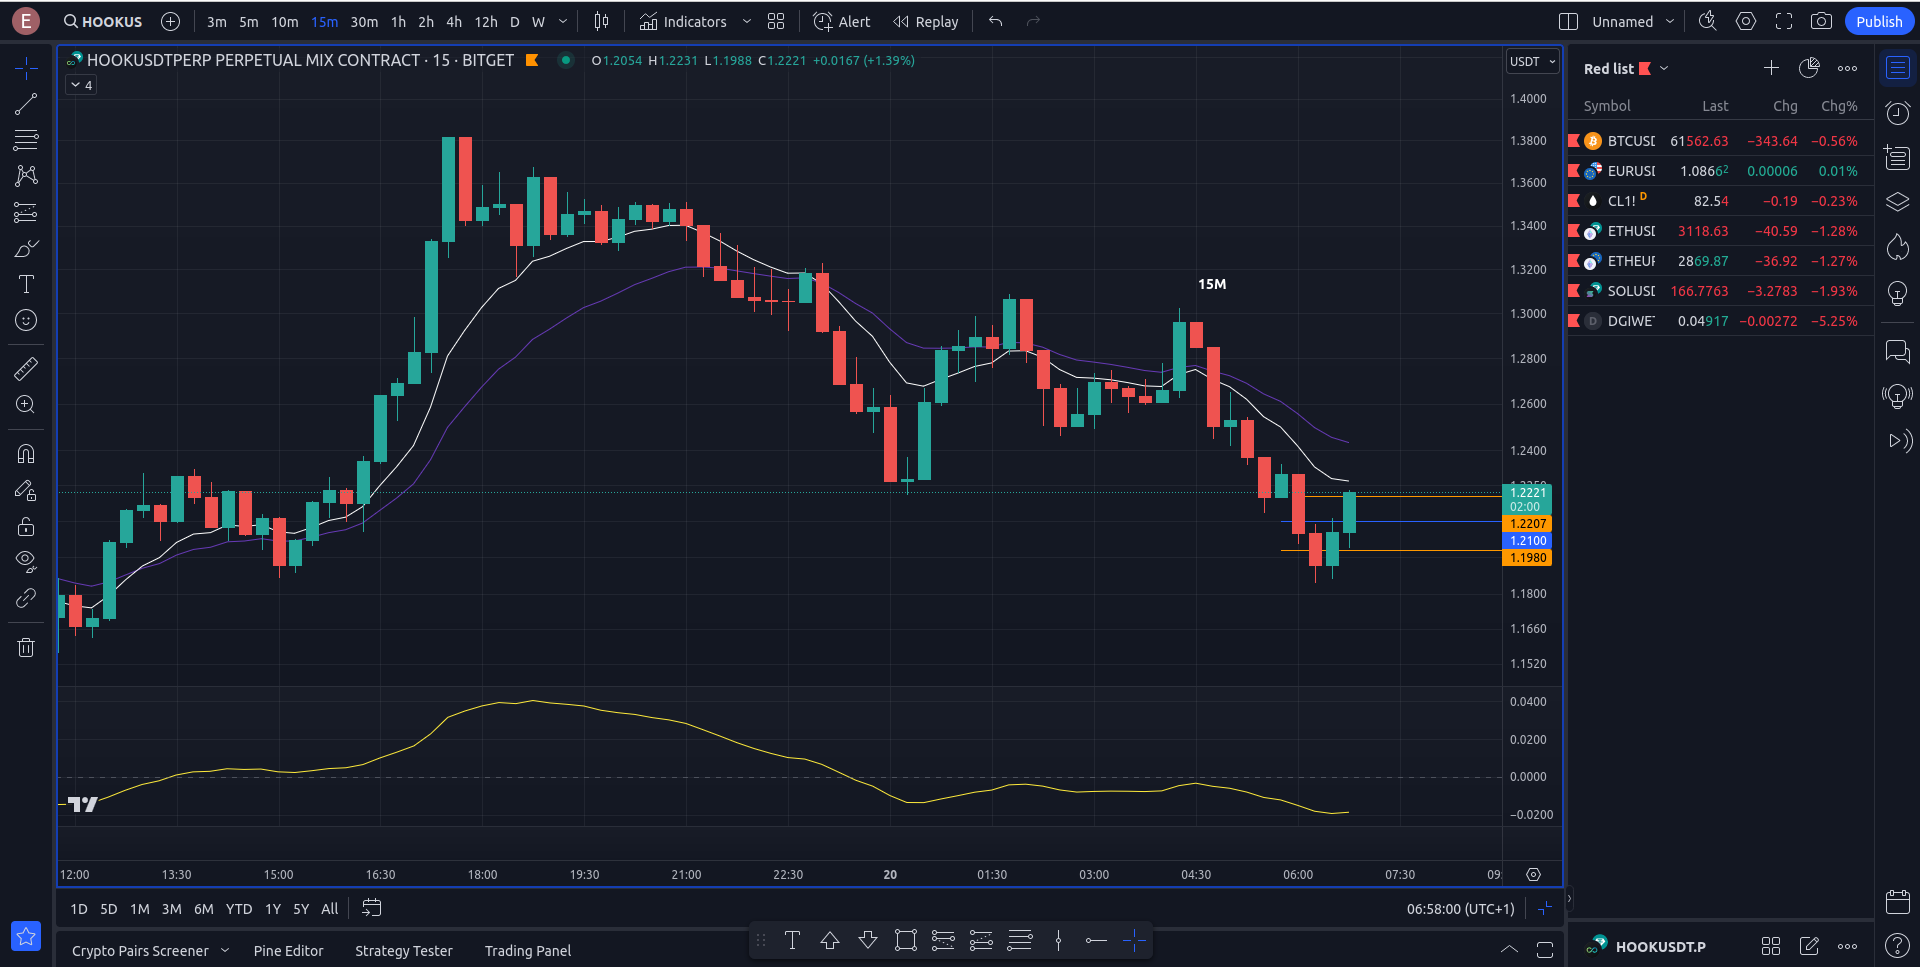 E
HOOKUS
3m 5m 10m 15m 30m 1h 2h 4h 12h D W
Indicators
Alert
Replay
Unnamed
Publish
HOOKUSDTPERP PERPETUAL MIX CONTRACT · 15 · BITGET
O1.2054 H1.2231 L1.1988 C1.2221 +0.0167 (+1.39%)
4
USDT
1.4000
1.3800
1.3600
1.3400
1.3200
1.3000
1.2800
1.2600
1.2400
1.2221
02:00
1.2207
1.2100
1.1980
1.1800
1.1660
1.1520
0.0400
0.0200
0.0000
−0.0200
15M
12:00 13:30 15:00 16:30 18:00 19:30 21:00 22:30 20 01:30 03:00 04:30 06:00 07:30
1D 5D 1M 3M 6M YTD 1Y 5Y All
06:58:00 (UTC+1)
Crypto Pairs Screener
Pine Editor
Strategy Tester
Trading Panel
Red list
Symbol Last Chg Chg%
BTCUSD 61562.63 −343.64 −0.56%
EURUSD 1.08662 0.00006 0.01%
CL1! D 82.54 −0.19 −0.23%
ETHUSD 3118.63 −40.59 −1.28%
ETHEUR 2869.87 −36.92 −1.27%
SOLUSD 166.7763 −3.2783 −1.93%
D DGIWE 0.04917 −0.00272 −5.25%
HOOKUSDT.P